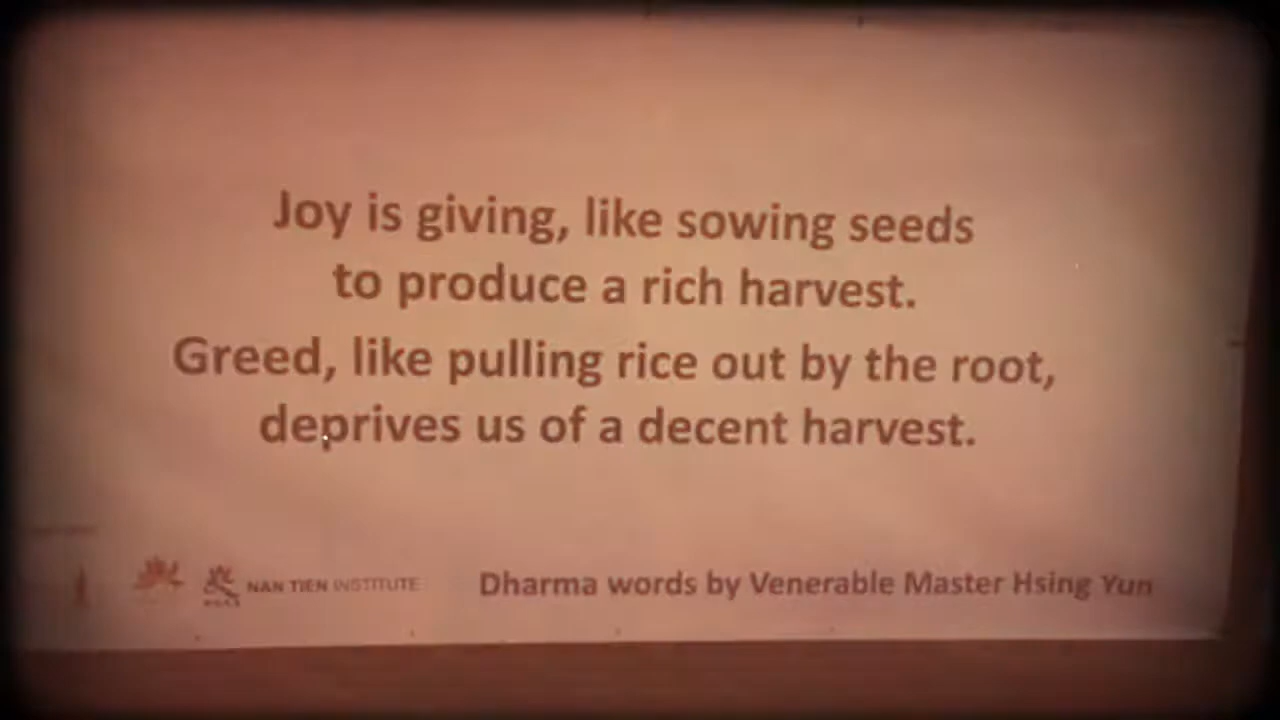 Joy is giving, like sowing seeds
to produce a rich harvest.
Greed, like pulling rice out by the root,
deprives us of a decent harvest.
NAN TIEN INSTITUTE
Dharma words by Venerable Master Hsing Yun